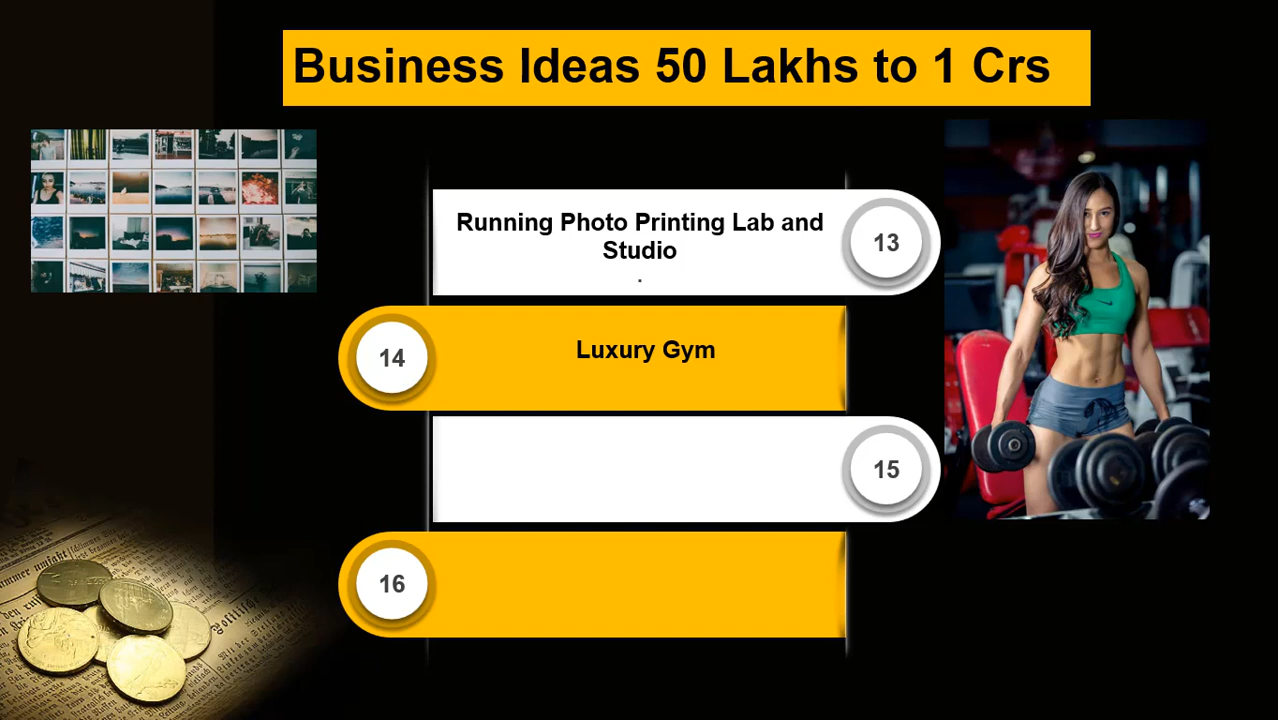 Business Ideas 50 Lakhs to 1 Crs
Running Photo Printing Lab and
Studio
.
13
14
Luxury Gym
15
16